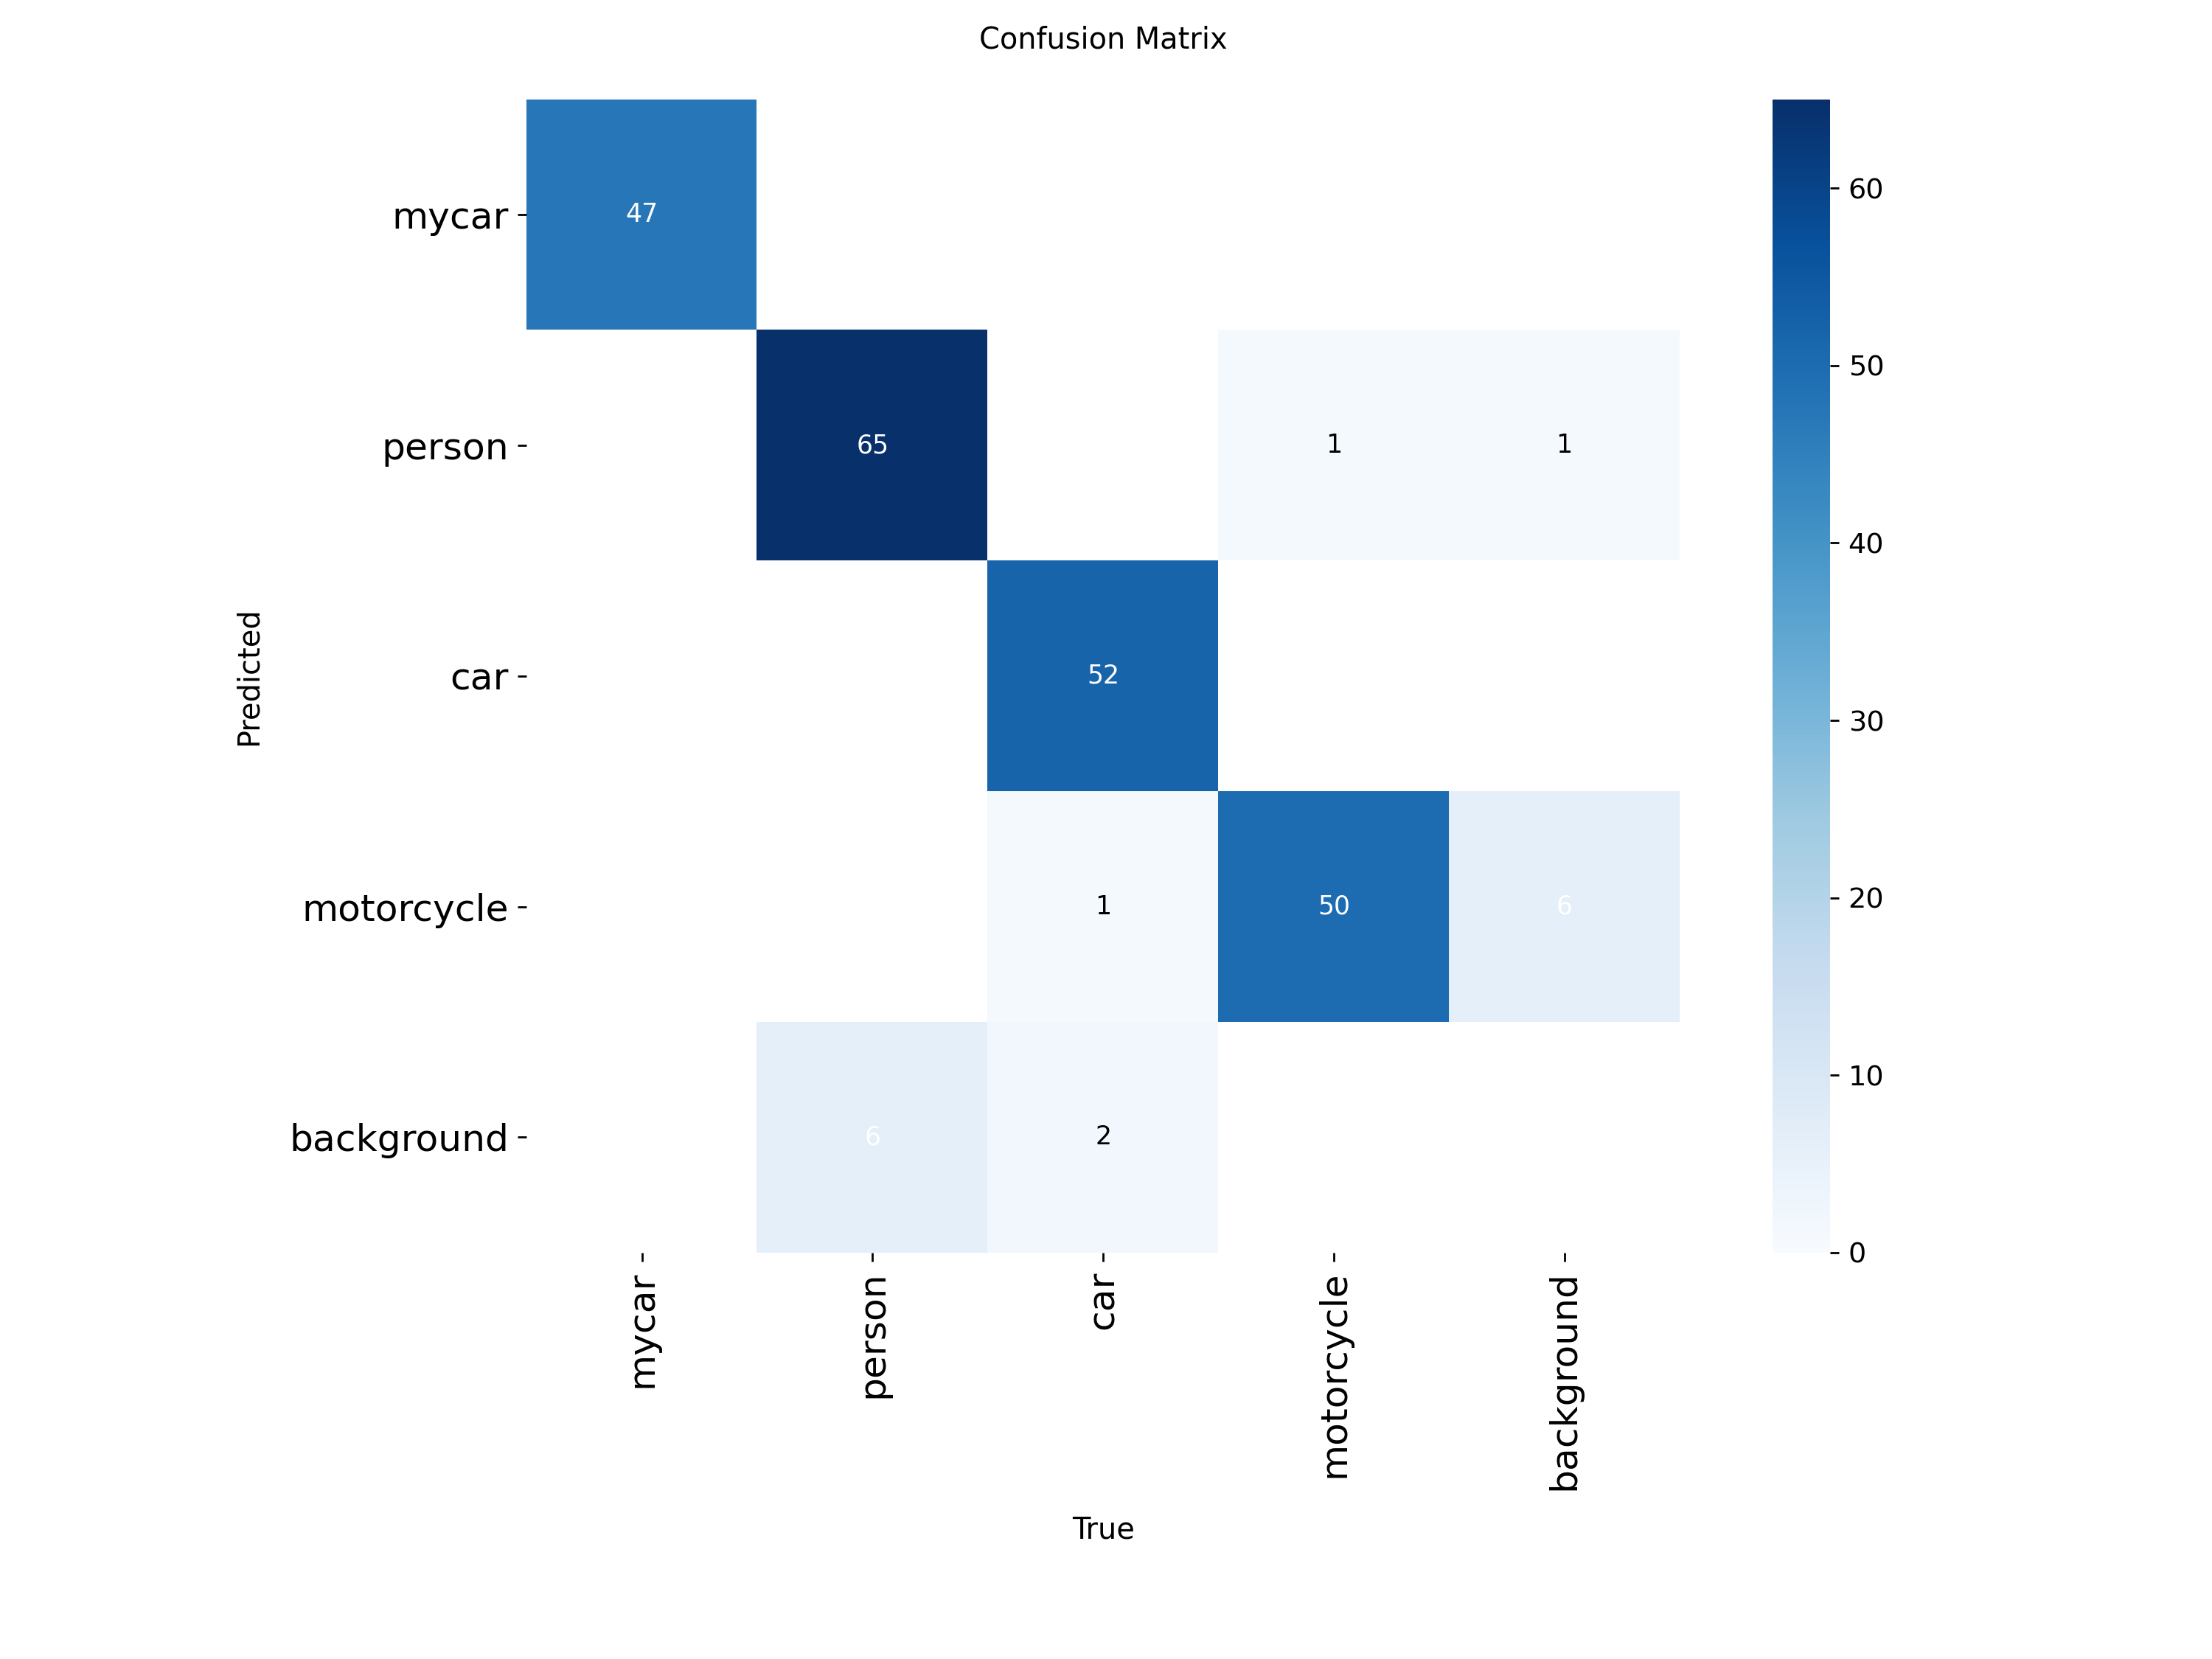 Confusion Matrix
mycar
47
60
person
65
1
1
50
40
Predicted
car
52
30
motorcycle
1
50
6
20
background
6
2
10
0
mycar
person
car
motorcycle
background
True